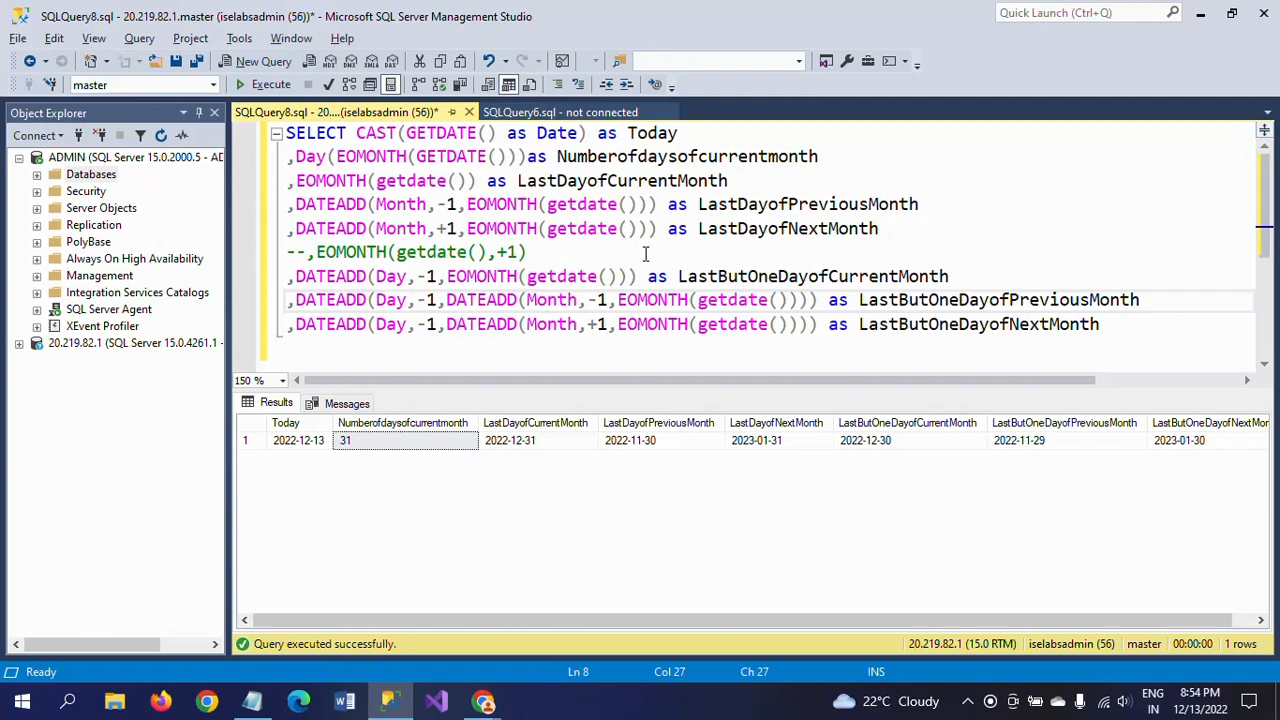 SQLQuery8.sql - 20.219.82.1.master (iselabsadmin (56))* - Microsoft SQL Server Management Studio
Quick Launch (Ctrl+Q)
File Edit View Query Project Tools Window Help
New Query
master
Execute
Object Explorer
SQLQuery8.sql - 20....(iselabsadmin (56))*
SQLQuery6.sql - not connected
Connect
ADMIN (SQL Server 15.0.2000.5 - AD
Databases
Security
Server Objects
Replication
PolyBase
Always On High Availability
Management
Integration Services Catalogs
SQL Server Agent
XEvent Profiler
20.219.82.1 (SQL Server 15.0.4261.1 -
SELECT CAST(GETDATE() as Date) as Today
,Day(EOMONTH(GETDATE()))as Numberofdaysofcurrentmonth
,EOMONTH(getdate()) as LastDayofCurrentMonth
,DATEADD(Month,-1,EOMONTH(getdate())) as LastDayofPreviousMonth
,DATEADD(Month,+1,EOMONTH(getdate())) as LastDayofNextMonth
--,EOMONTH(getdate(),+1)
,DATEADD(Day,-1,EOMONTH(getdate())) as LastButOneDayofCurrentMonth
,DATEADD(Day,-1,DATEADD(Month,-1,EOMONTH(getdate()))) as LastButOneDayofPreviousMonth
,DATEADD(Day,-1,DATEADD(Month,+1,EOMONTH(getdate()))) as LastButOneDayofNextMonth
150 %
Results Messages
Today Numberofdaysofcurrentmonth LastDayofCurrentMonth LastDayofPreviousMonth LastDayofNextMonth LastButOneDayofCurrentMonth LastButOneDayofPreviousMonth LastButOneDayofNextMor
1 2022-12-13 31 2022-12-31 2022-11-30 2023-01-31 2022-12-30 2022-11-29 2023-01-30
Query executed successfully.
20.219.82.1 (15.0 RTM) iselabsadmin (56) master 00:00:00 1 rows
Ready Ln 8 Col 27 Ch 27 INS
22°C Cloudy
ENG
IN
8:54 PM
12/13/2022